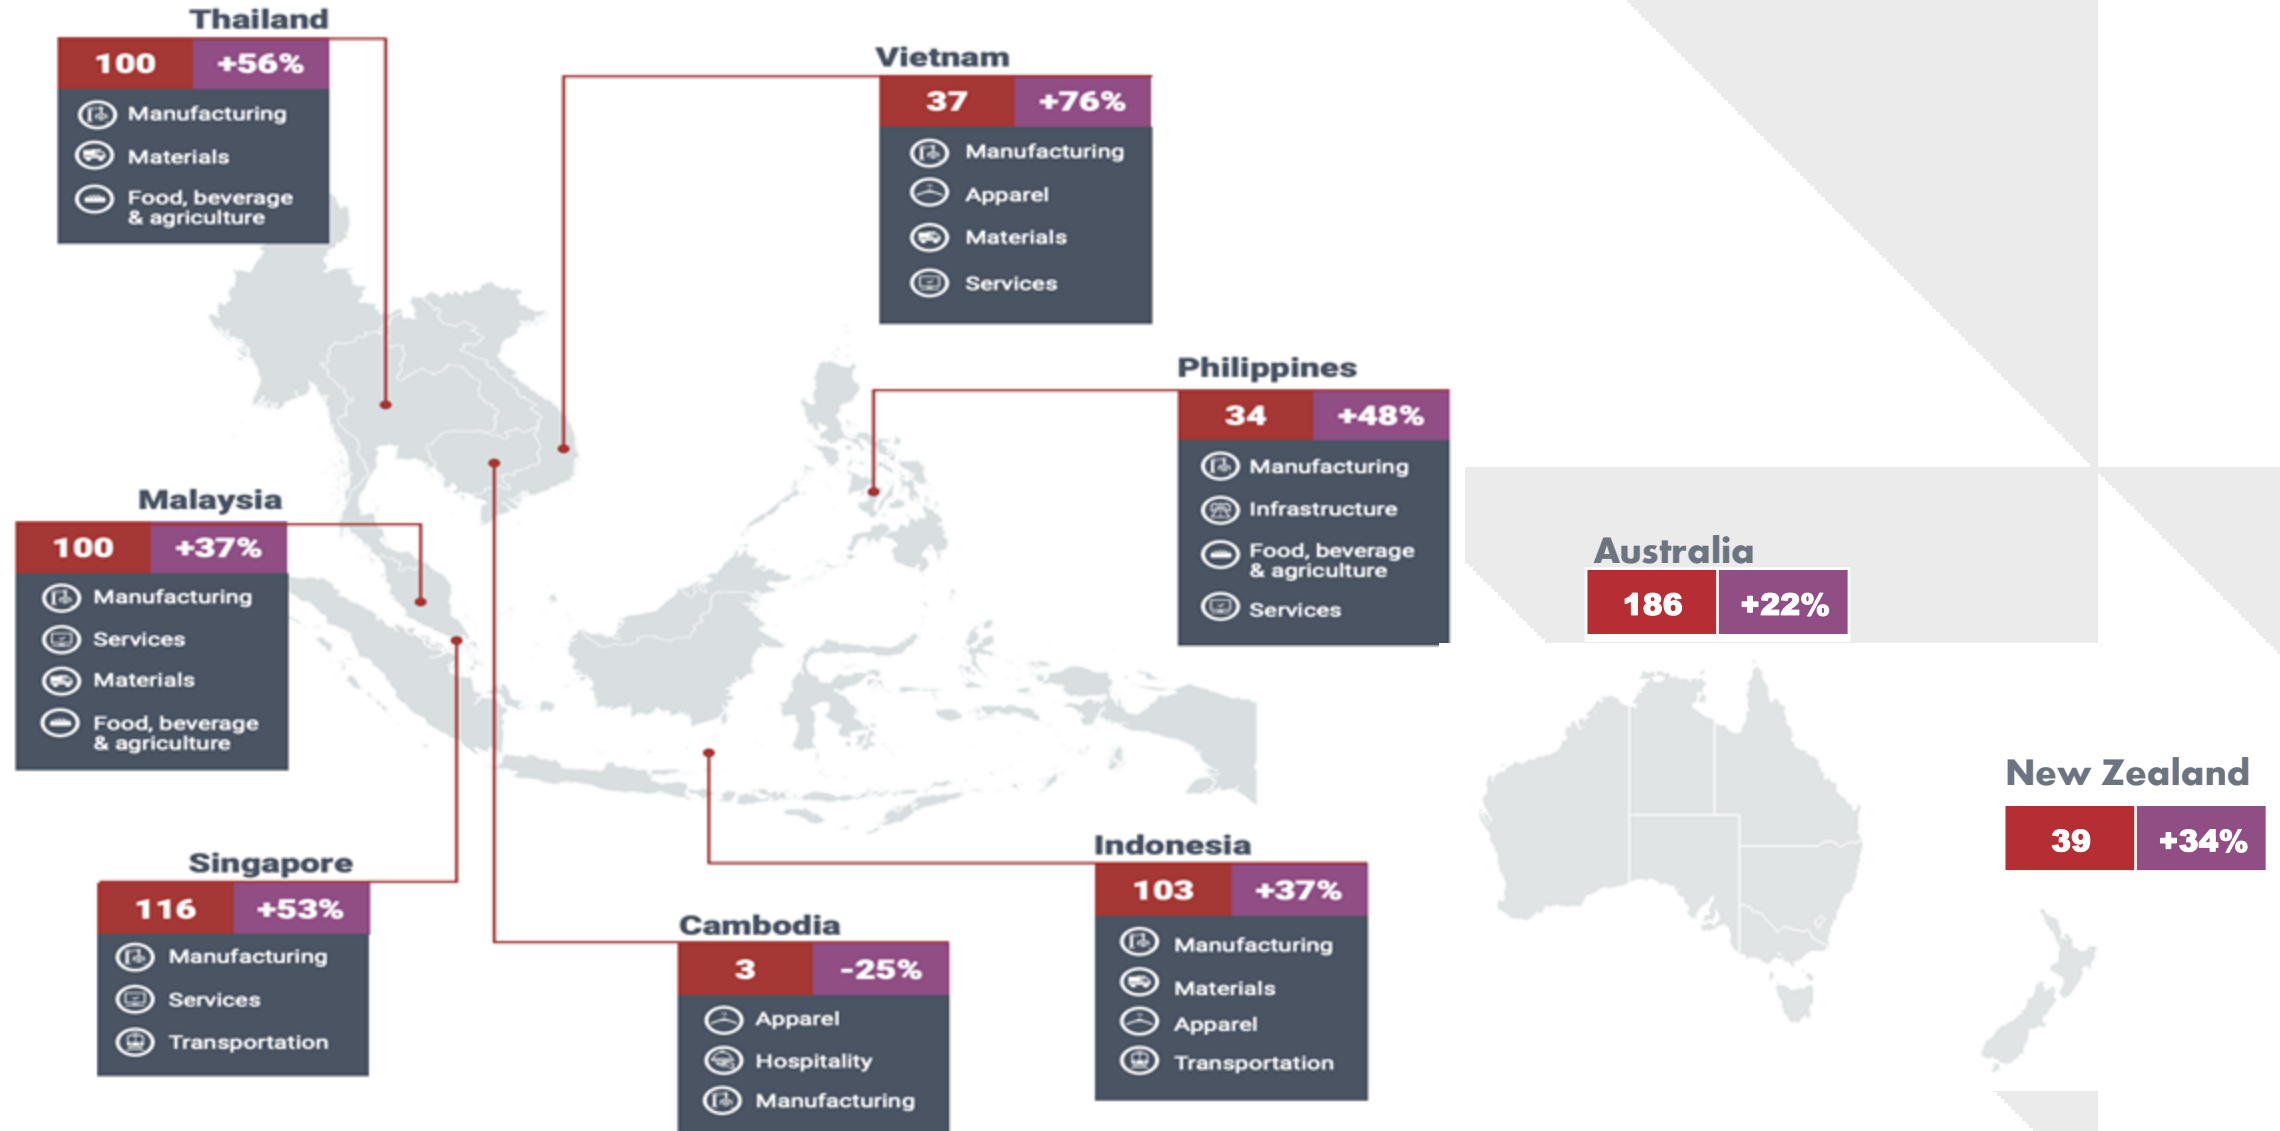 Thailand
100 +56%
Manufacturing
Materials
Food, beverage
& agriculture
Vietnam
37 +76%
Manufacturing
Apparel
Materials
Services
Philippines
34 +48%
Manufacturing
Infrastructure
Food, beverage
& agriculture
Services
Malaysia
100 +37%
Manufacturing
Services
Materials
Food, beverage
& agriculture
Australia
186 +22%
New Zealand
39 +34%
Singapore
116 +53%
Manufacturing
Services
Transportation
Cambodia
3 -25%
Apparel
Hospitality
Manufacturing
Indonesia
103 +37%
Manufacturing
Materials
Apparel
Transportation